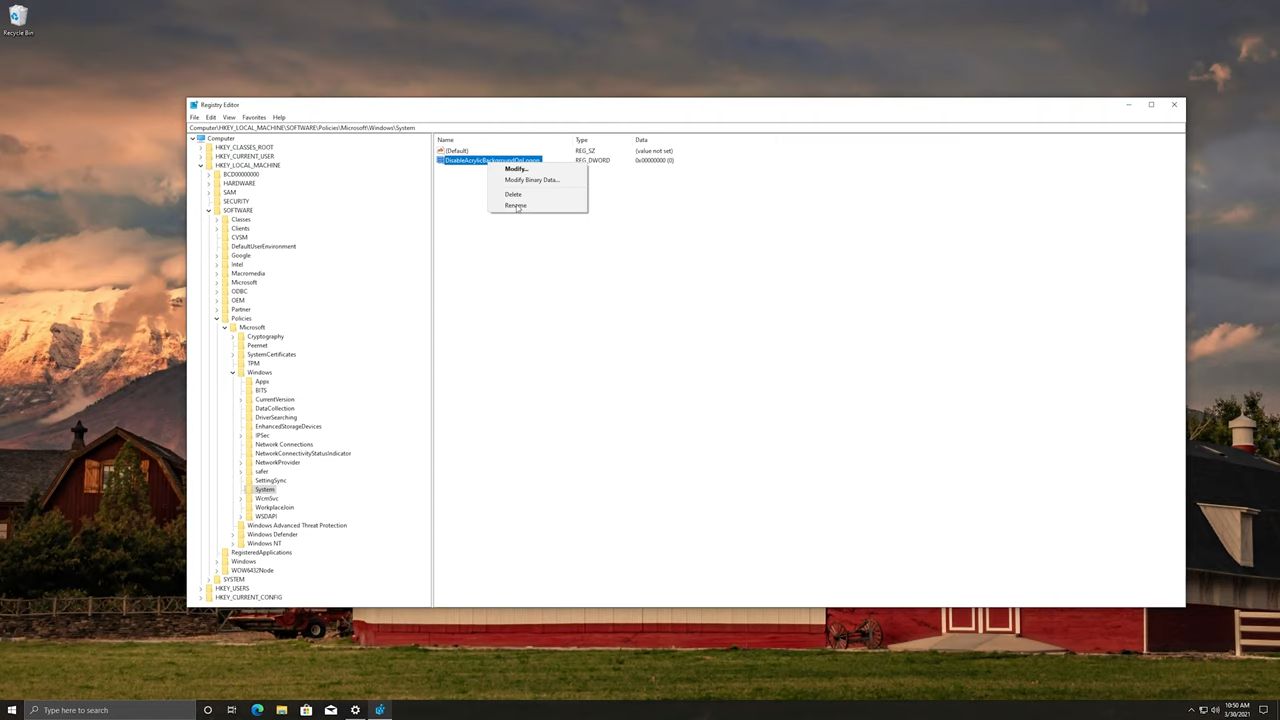 Recycle Bin
Registry Editor
File Edit View Favorites Help
Computer\HKEY_LOCAL_MACHINE\SOFTWARE\Policies\Microsoft\Windows\System
Computer
HKEY_CLASSES_ROOT
HKEY_CURRENT_USER
HKEY_LOCAL_MACHINE
BCD00000000
HARDWARE
SAM
SECURITY
SOFTWARE
Classes
Clients
CVSM
DefaultUserEnvironment
Google
Intel
Macromedia
Microsoft
ODBC
OEM
Partner
Policies
Microsoft
Cryptography
Peernet
SystemCertificates
TPM
Windows
Appx
BITS
CurrentVersion
DataCollection
DriverSearching
EnhancedStorageDevices
IPSec
Network Connections
NetworkConnectivityStatusIndicator
NetworkProvider
safer
SettingSync
System
WcmSvc
WorkplaceJoin
WSDAPI
Windows Advanced Threat Protection
Windows Defender
Windows NT
RegisteredApplications
Windows
WOW6432Node
SYSTEM
HKEY_USERS
HKEY_CURRENT_CONFIG
Name Type Data
(Default) REG_SZ (value not set)
DisableAcrylicBackgroundOnLogon REG_DWORD 0x00000000 (0)
Modify...
Modify Binary Data...
Delete
Rename
Type here to search
10:50 AM
3/30/2021